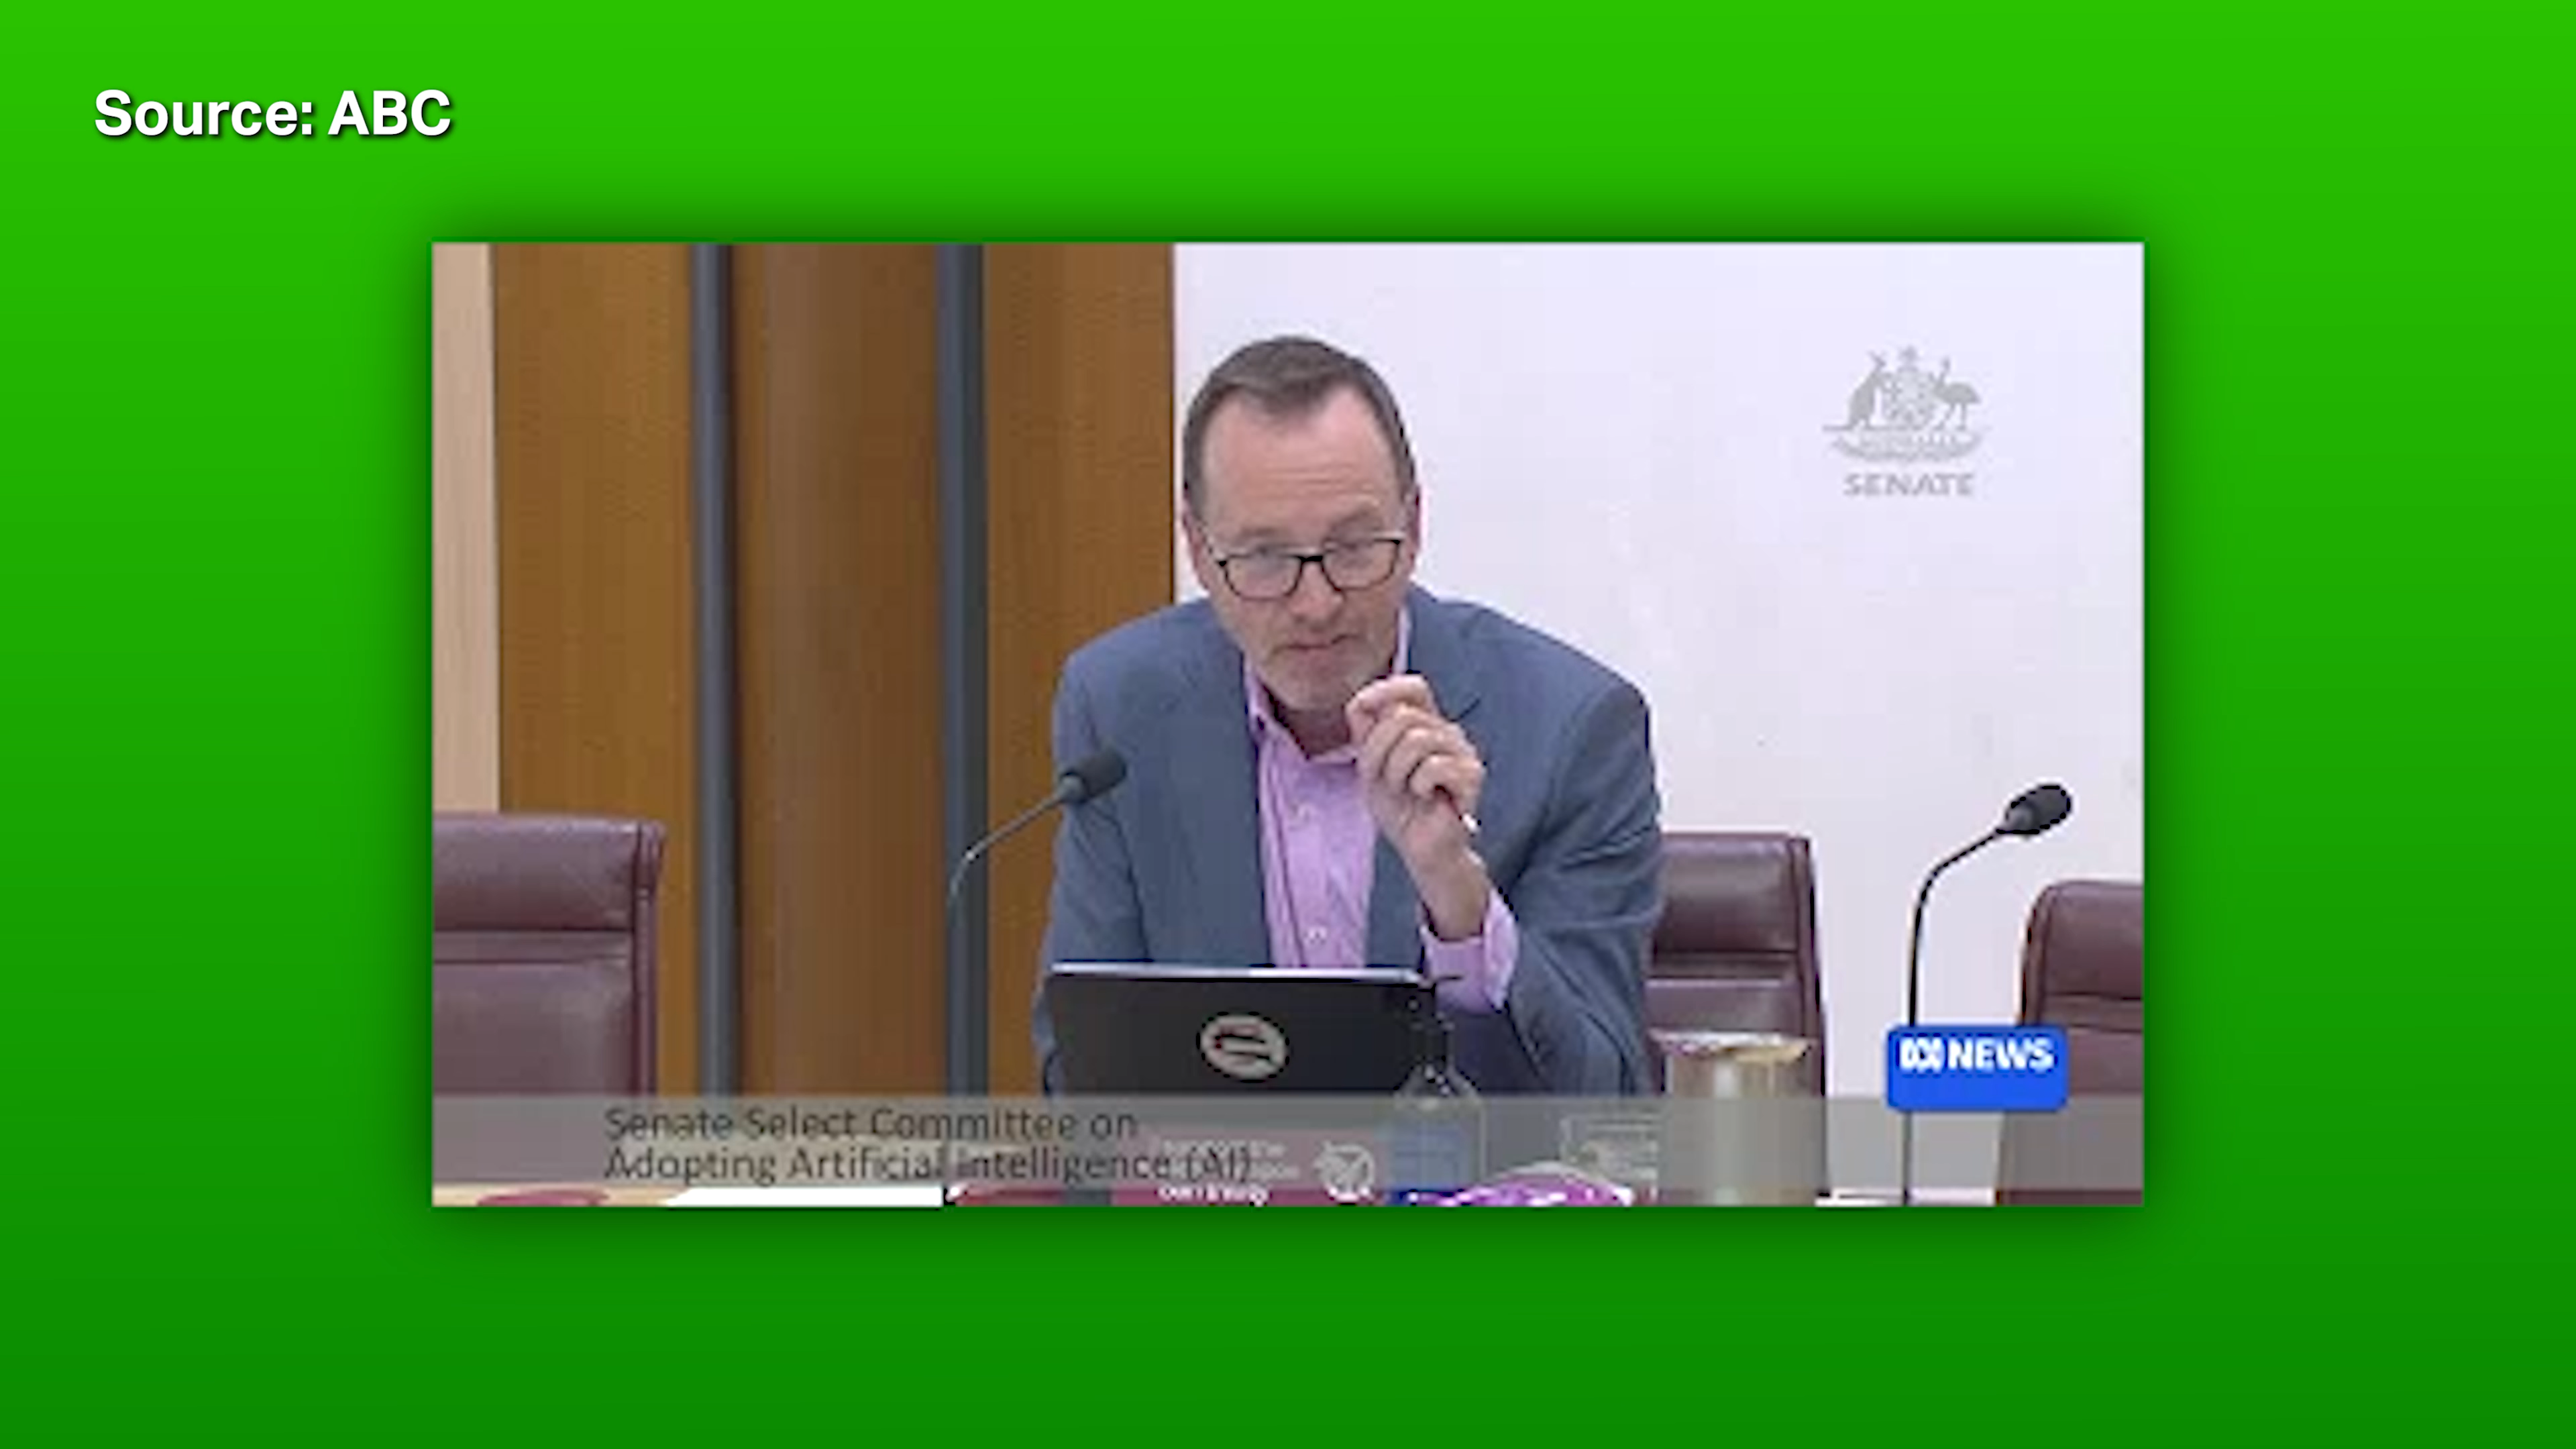 Source: ABC
SENATE
NEWS
Senate Select Committee on
Adopting Artificial Intelligence (AI)